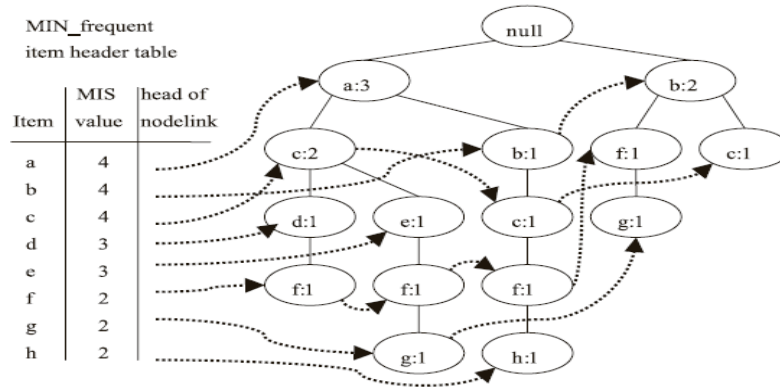 MIN_frequent
item header table
MIS head of
Item value nodelink
a 4
b 4
c 4
d 3
e 3
f 2
g 2
h 2
null
a:3 b:2
c:2 b:1 f:1 c:1
d:1 e:1 c:1 g:1
f:1 f:1 f:1
g:1 h:1